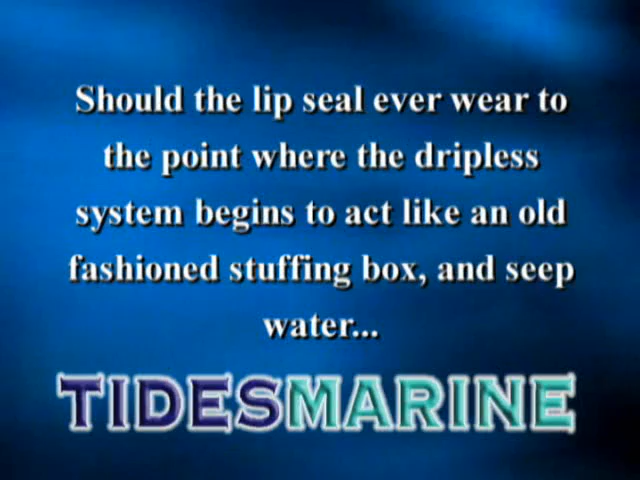 Should the lip seal ever wear to
the point where the dripless
system begins to act like an old
fashioned stuffing box, and seep
water...
TIDESMARINE